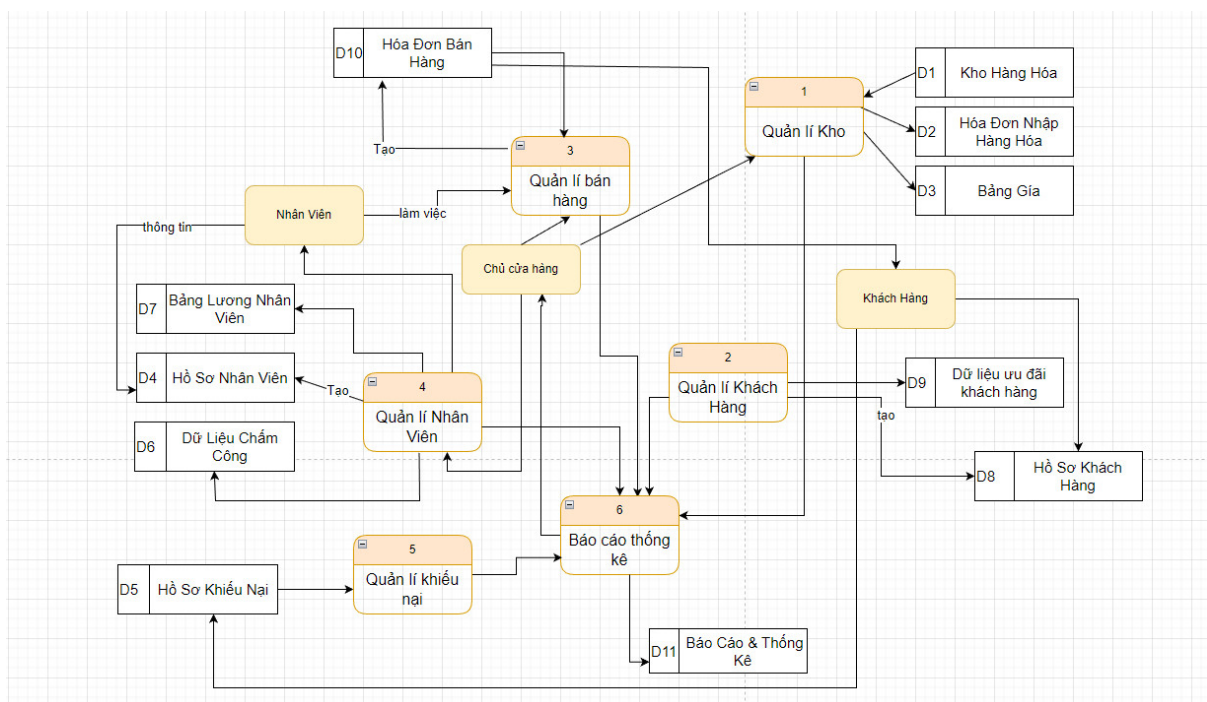 D10
Hóa Đơn Bán
Hàng
1
Quản lí Kho
D1
Kho Hàng Hóa
D2
Hóa Đơn Nhập
Hàng Hóa
D3
Bảng Gía
Tạo
3
Quản lí bán
hàng
Nhân Viên
làm việc
thông tin
Chủ cửa hàng
Khách Hàng
D7
Bảng Lương Nhân
Viên
D4
Hồ Sơ Nhân Viên
Tạo
4
Quản lí Nhân
Viên
2
Quản lí Khách
Hàng
D9
Dữ liệu ưu đãi
khách hàng
tạo
D6
Dữ Liệu Chấm
Công
D8
Hồ Sơ Khách
Hàng
6
Báo cáo thống
kê
5
Quản lí khiếu
nại
D5
Hồ Sơ Khiếu Nại
D11
Báo Cáo & Thống
Kê